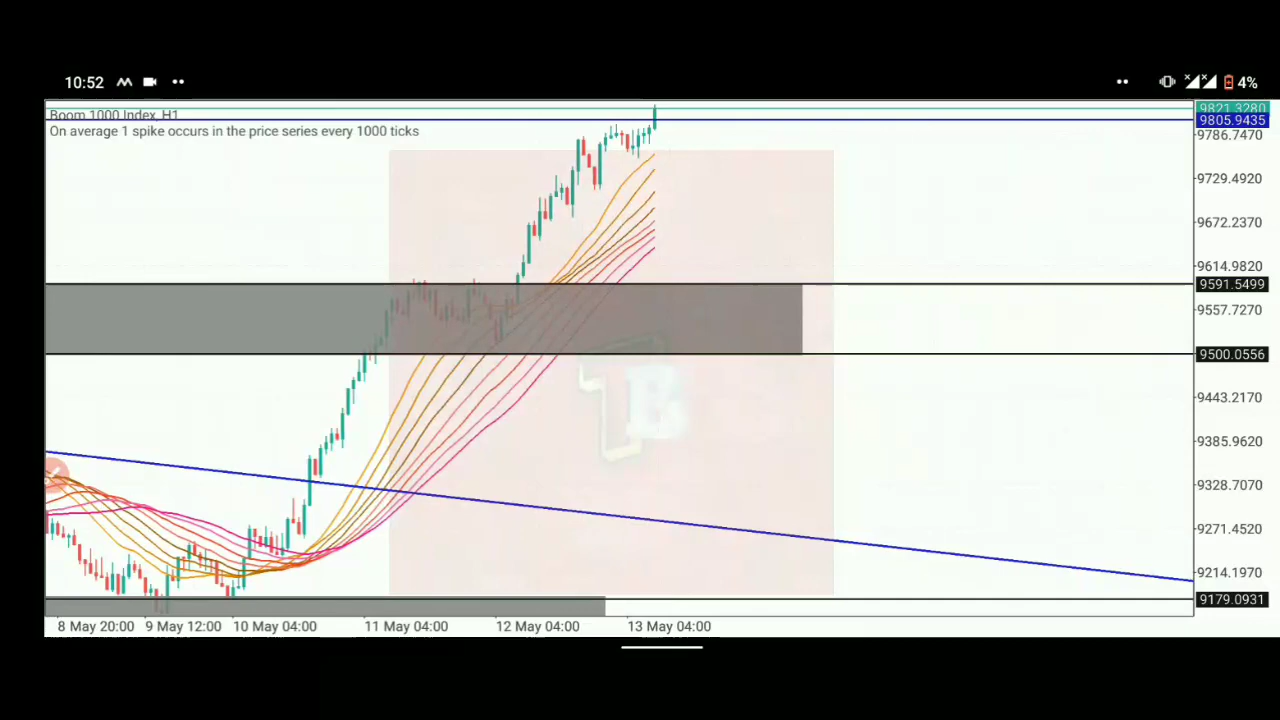 10:52
4%
Boom 1000 Index, H1
On average 1 spike occurs in the price series every 1000 ticks
9821.3280
9805.9435
9786.7470
9729.4920
9672.2370
9614.9820
9591.5499
9557.7270
9500.0556
9443.2170
9385.9620
9328.7070
9271.4520
9214.1970
9179.0931
8 May 20:00
9 May 12:00
10 May 04:00
11 May 04:00
12 May 04:00
13 May 04:00
B